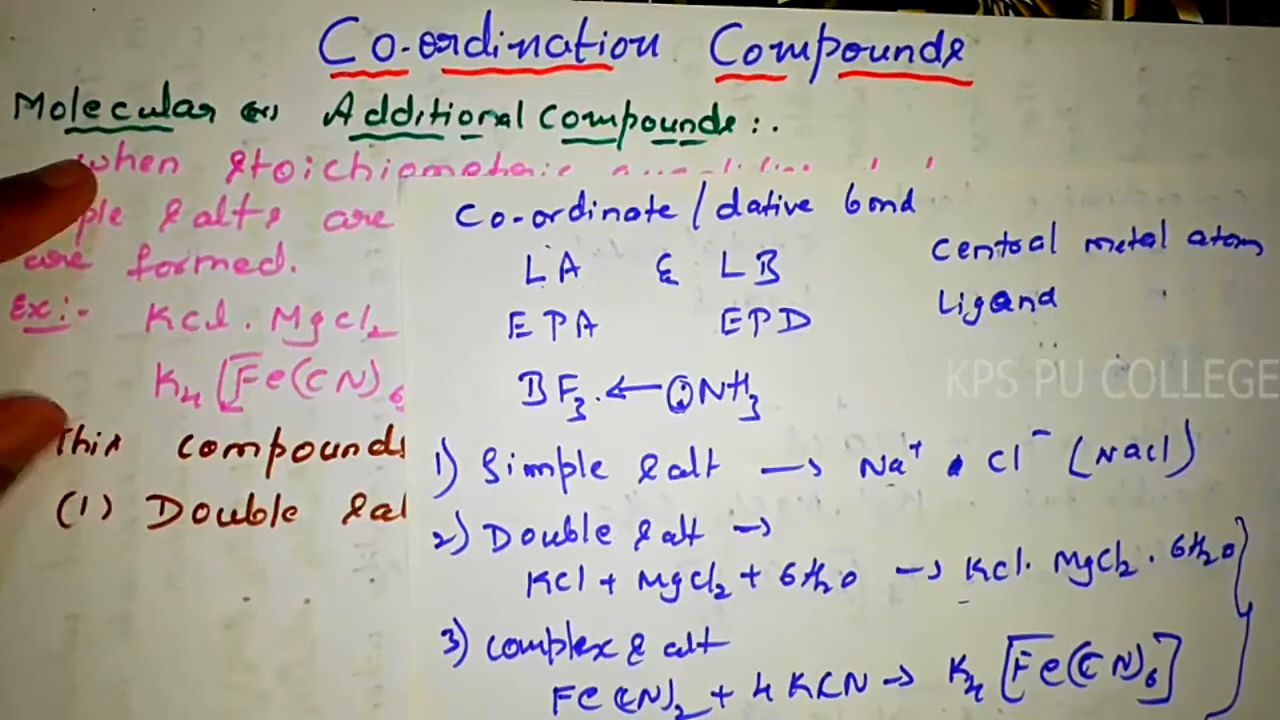 Co-ordination Compounds
Molecular (or) Additional Compounds :.
When stoichiometric
ple salts are
are formed.
Ex:- KCl . MgCl₂
K₄ [Fe(CN)₆
This compounds
(1) Double sal
Co-ordinate / dative bond
LA & LB
EPA EPD
BF₃ ← :NH₃
Central metal atom
Ligand
KPS PU COLLEGE
1) Simple salt → Na⁺ . Cl⁻ (NaCl)
2) Double salt →
KCl + MgCl₂ + 6H₂O → KCl. MgCl₂ . 6H₂O
3) Complex salt
Fe(CN)₂ + 4KCN → K₄ [Fe(CN)₆]